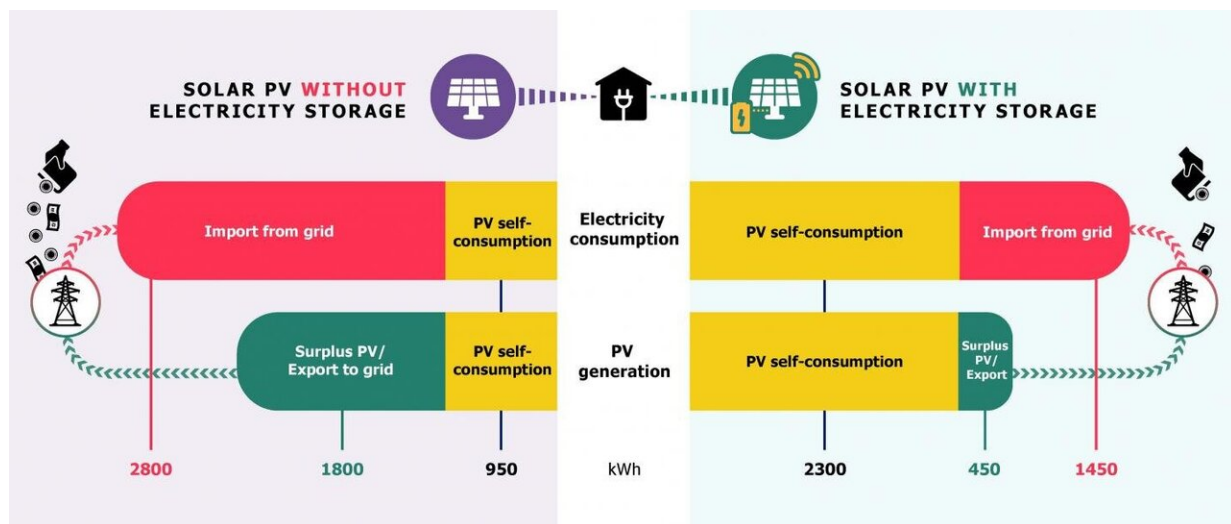 SOLAR PV WITHOUT
ELECTRICITY STORAGE
SOLAR PV WITH
ELECTRICITY STORAGE
Import from grid
PV self-
consumption
Electricity
consumption
PV self-consumption
Import from grid
Surplus PV/
Export to grid
PV self-
consumption
PV
generation
PV self-consumption
Surplus
PV/
Export
2800
1800
950
kWh
2300
450
1450